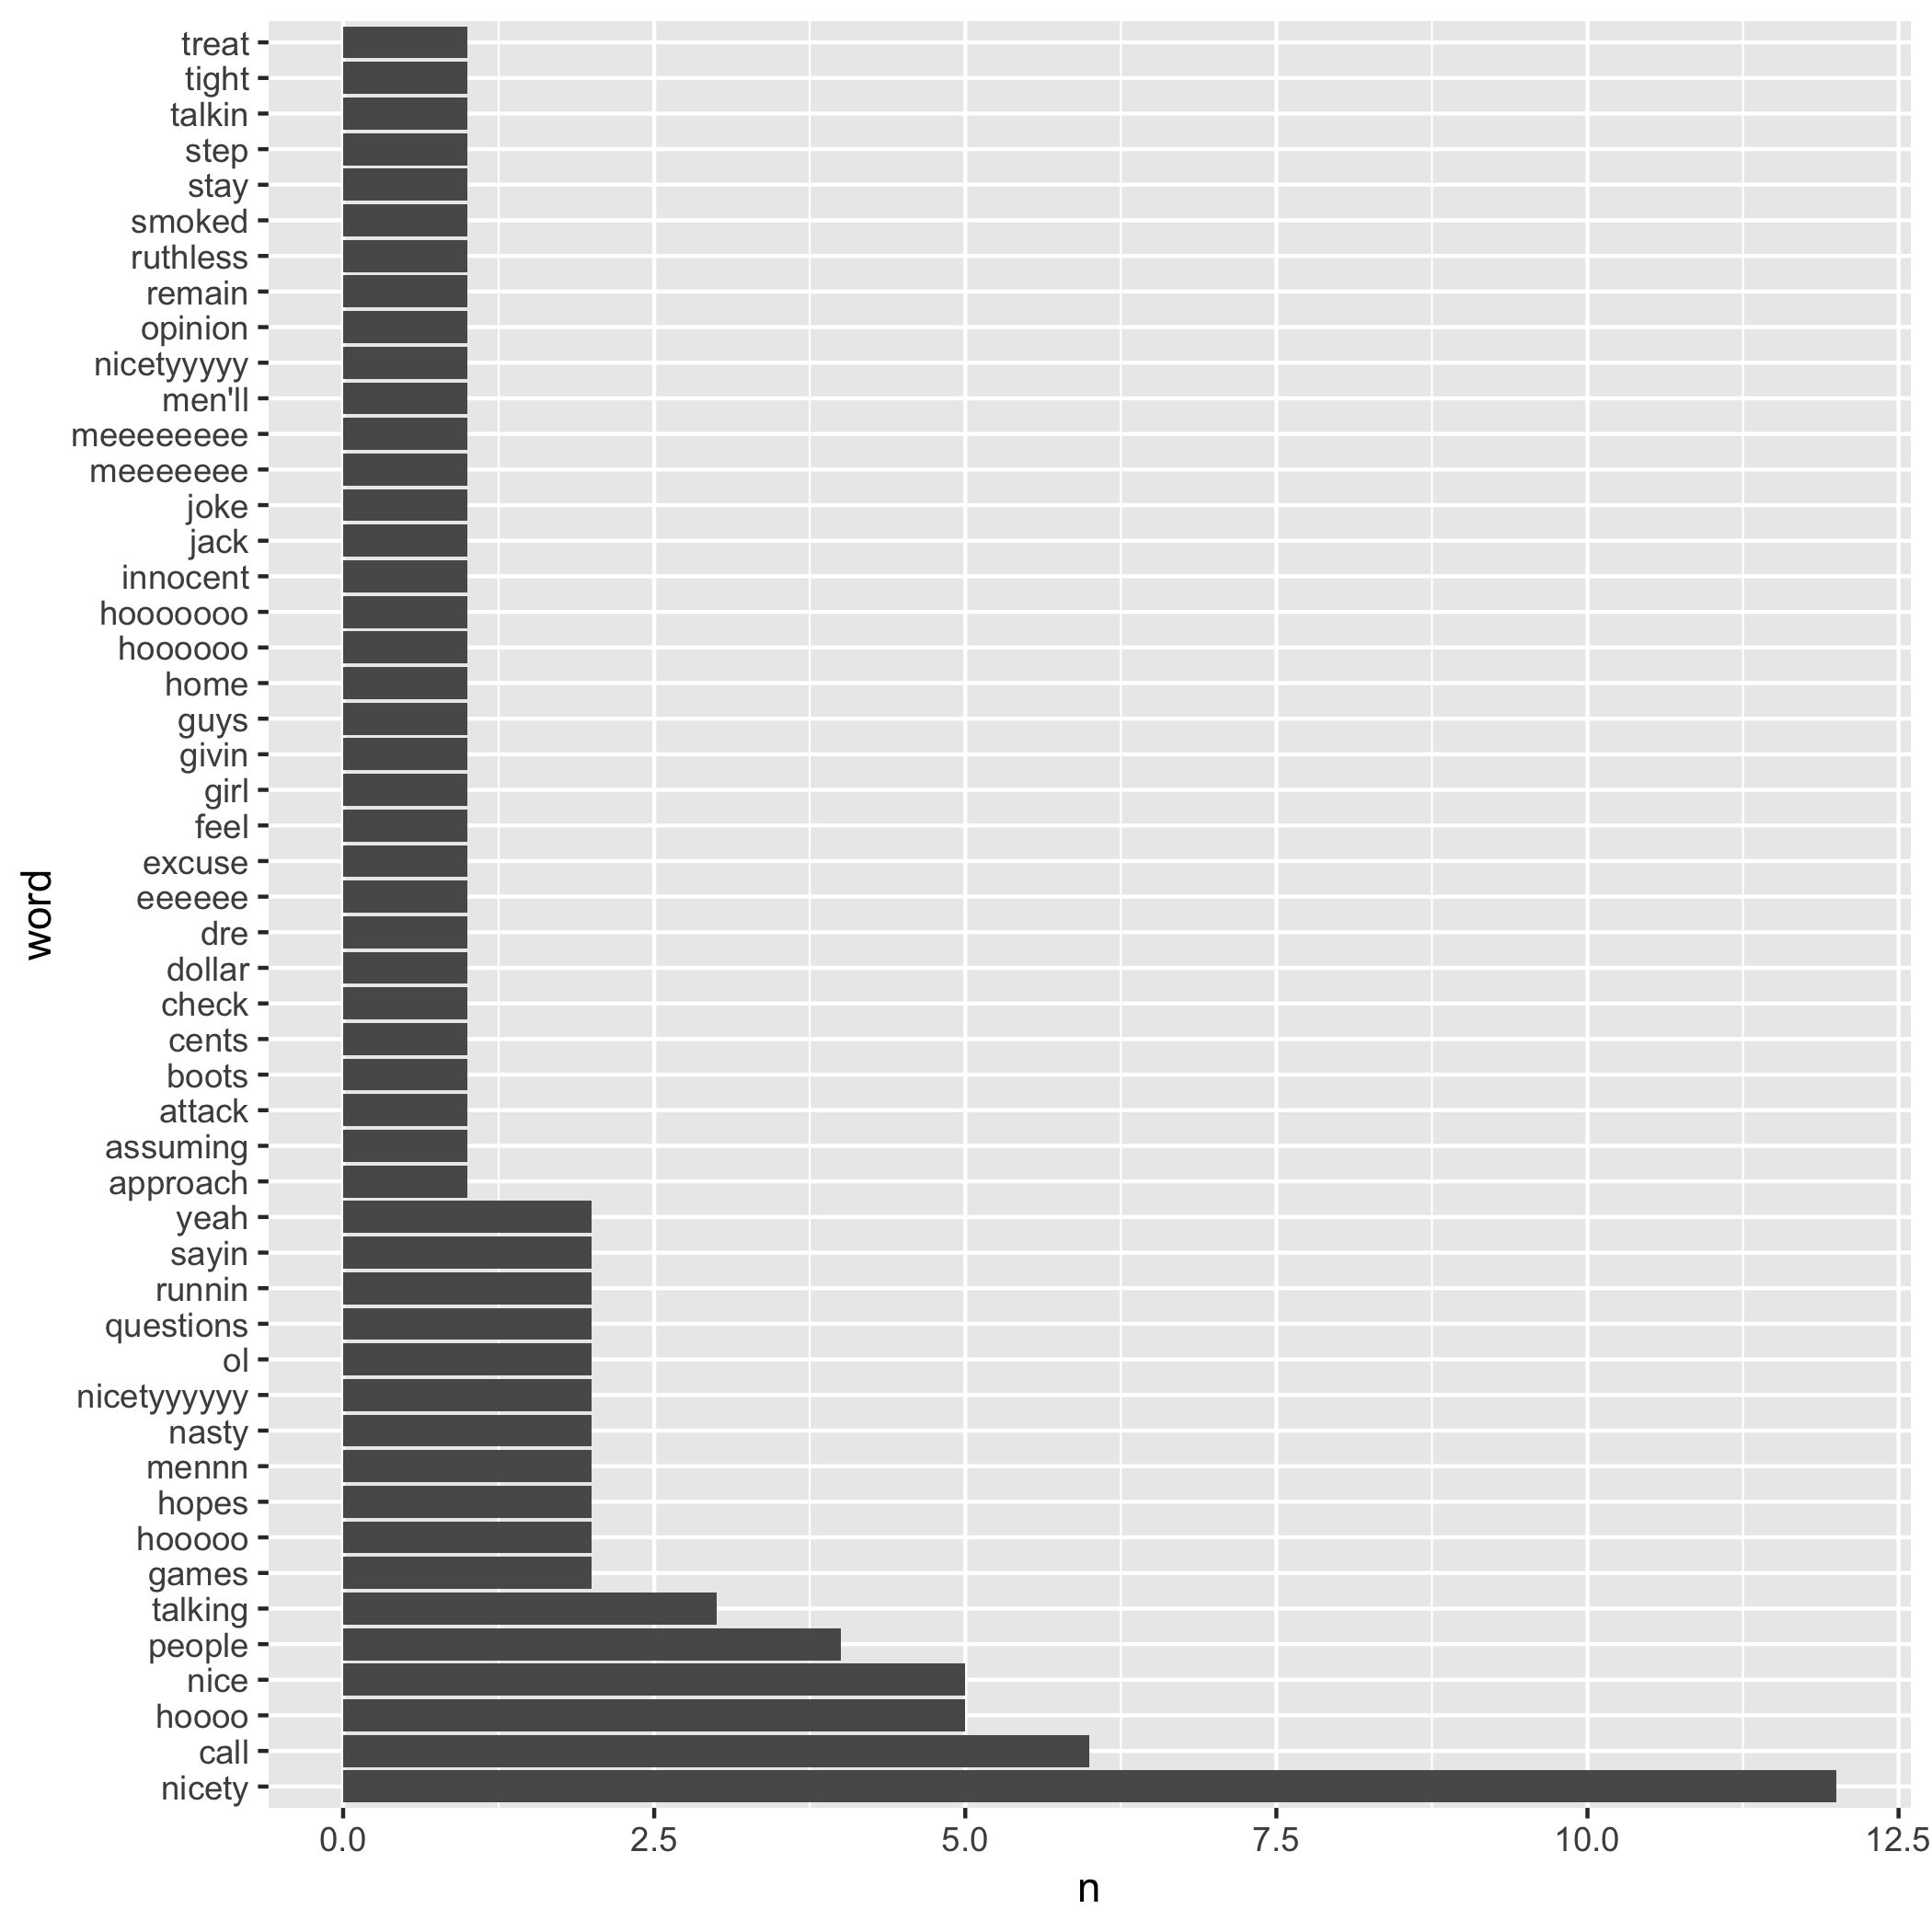 treat
tight
talkin
step
stay
smoked
ruthless
remain
opinion
nicetyyyyy
men'll
meeeeeeee
meeeeeee
joke
jack
innocent
hooooooo
hoooooo
home
guys
givin
girl
feel
excuse
eeeeee
dre
dollar
check
cents
boots
attack
assuming
approach
yeah
sayin
runnin
questions
ol
nicetyyyyyy
nasty
mennn
hopes
hooooo
games
talking
people
nice
hoooo
call
nicety
word
0.0 2.5 5.0 7.5 10.0 12.5
n